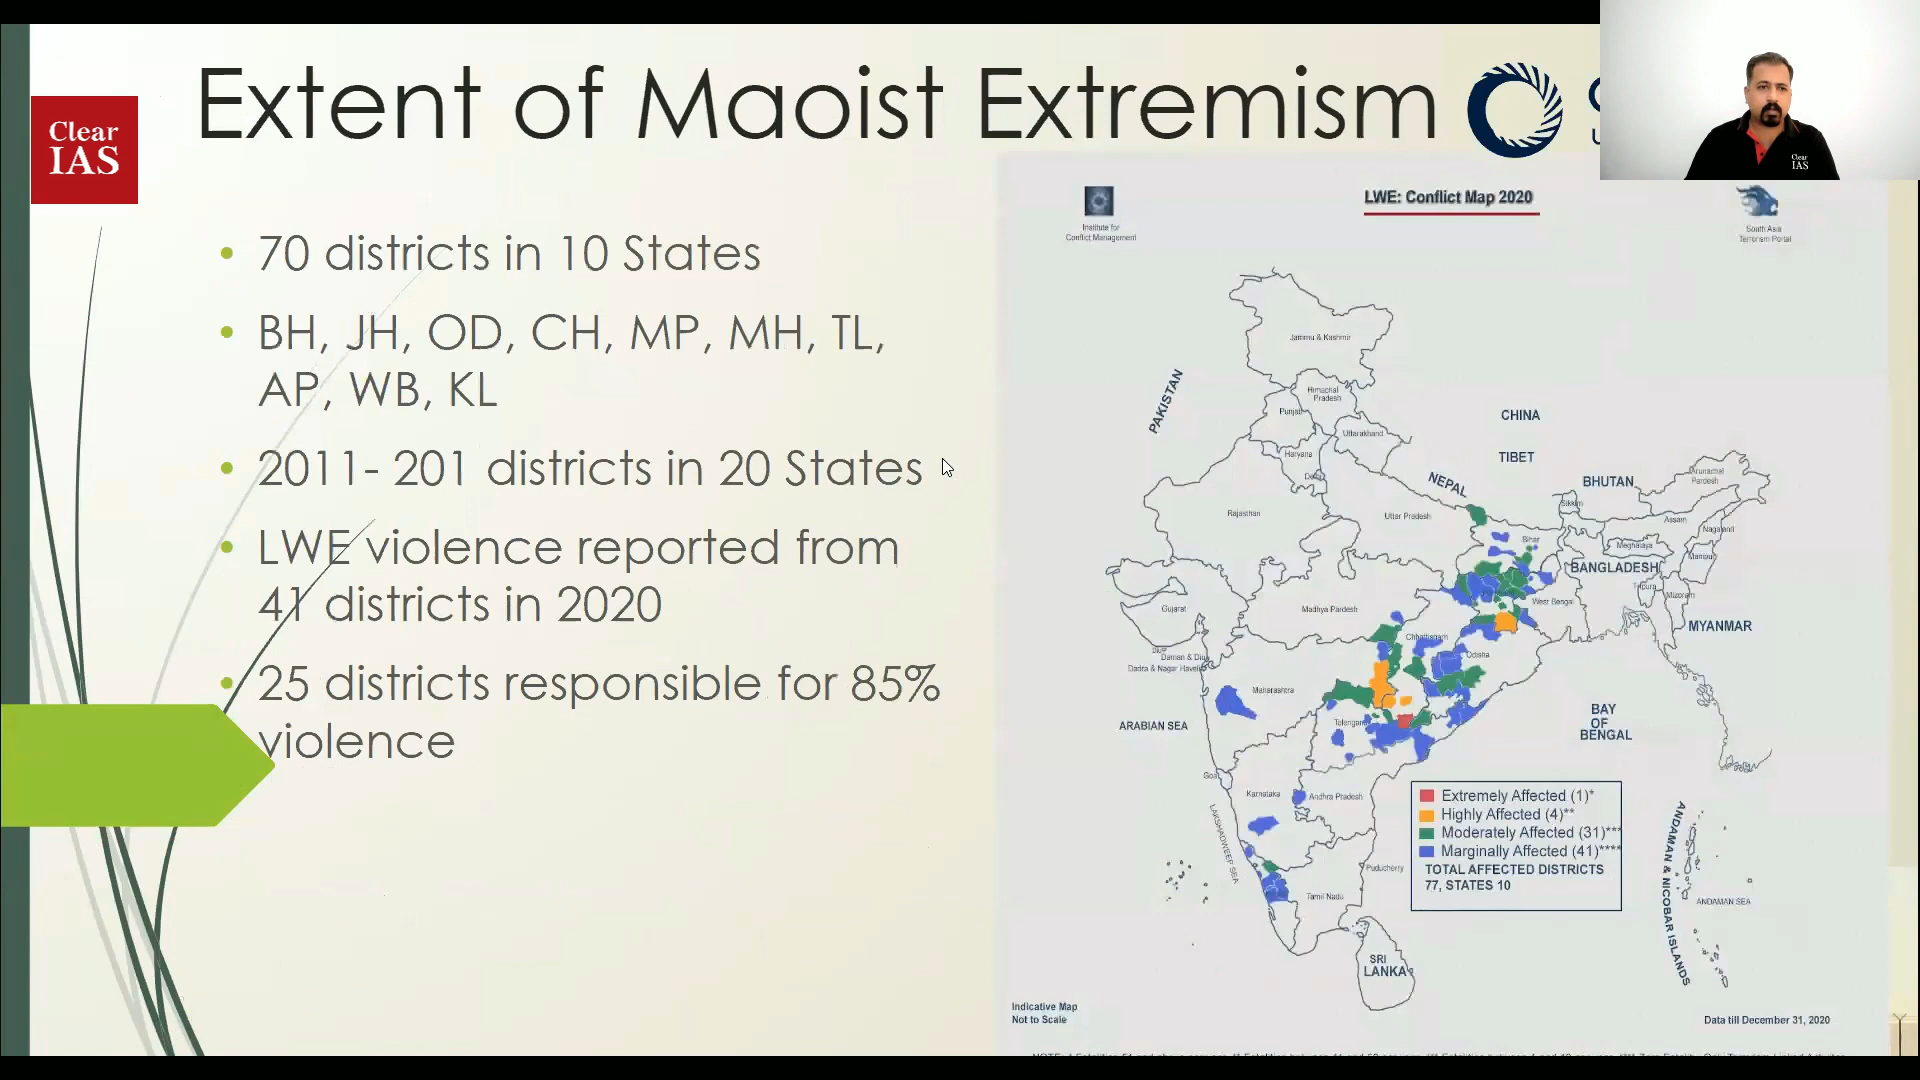 Extent of Maoist Extremism
Clear
IAS
Clear
IAS
• 70 districts in 10 States
• BH, JH, OD, CH, MP, MH, TL,
AP, WB, KL
• 2011- 201 districts in 20 States
• LWE violence reported from
41 districts in 2020
• 25 districts responsible for 85%
violence
LWE: Conflict Map 2020
Institute for
Conflict Management
South Asia
Terrorism Portal
Jammu & Kashmir
Himachal
Pradesh
PAKISTAN
Punjab
CHINA
Uttarakhand
Haryana
TIBET
NEPAL
BHUTAN
Arunachal
Pardesh
Sikkim
Rajasthan
Uttar Pradesh
Assam
Nagaland
Bihar
Meghalaya
Manipur
BANGLADESH
Tripura
Mizoram
West Bengal
Gujarat
Madhya Pardesh
MYANMAR
Chhattisgarh
Daman & Diu
Dadra & Nagar Haveli
Odisha
Maharashtra
ARABIAN SEA
Telengana
BAY
OF
BENGAL
Goa
Karnataka
Andhra Pradesh
LAKSHADWEEP SEA
Extremely Affected (1)*
Highly Affected (4)**
Moderately Affected (31)***
Marginally Affected (41)****
TOTAL AFFECTED DISTRICTS
77, STATES 10
ANDAMAN & NICOBAR ISLANDS
ANDAMAN SEA
Puducherry
Tamil Nadu
SRI
LANKA
Indicative Map
Not to Scale
Data till December 31, 2020